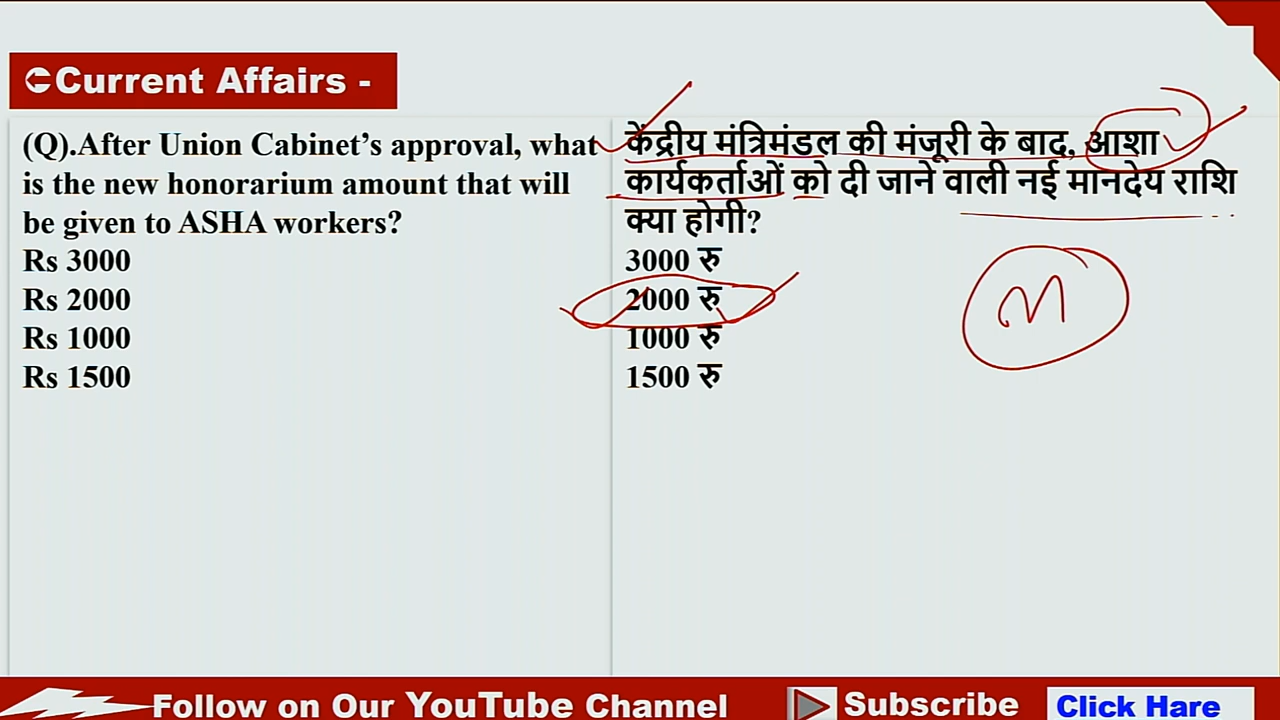 Current Affairs -
(Q).After Union Cabinet's approval, what
is the new honorarium amount that will
be given to ASHA workers?
Rs 3000
Rs 2000
Rs 1000
Rs 1500
केंद्रीय मंत्रिमंडल की मंजूरी के बाद, आशा
कार्यकर्ताओं को दी जाने वाली नई मानदेय राशि
क्या होगी?
3000 रु
2000 रु
1000 रु
1500 रु
Follow on Our YouTube Channel
Subscribe
Click Hare